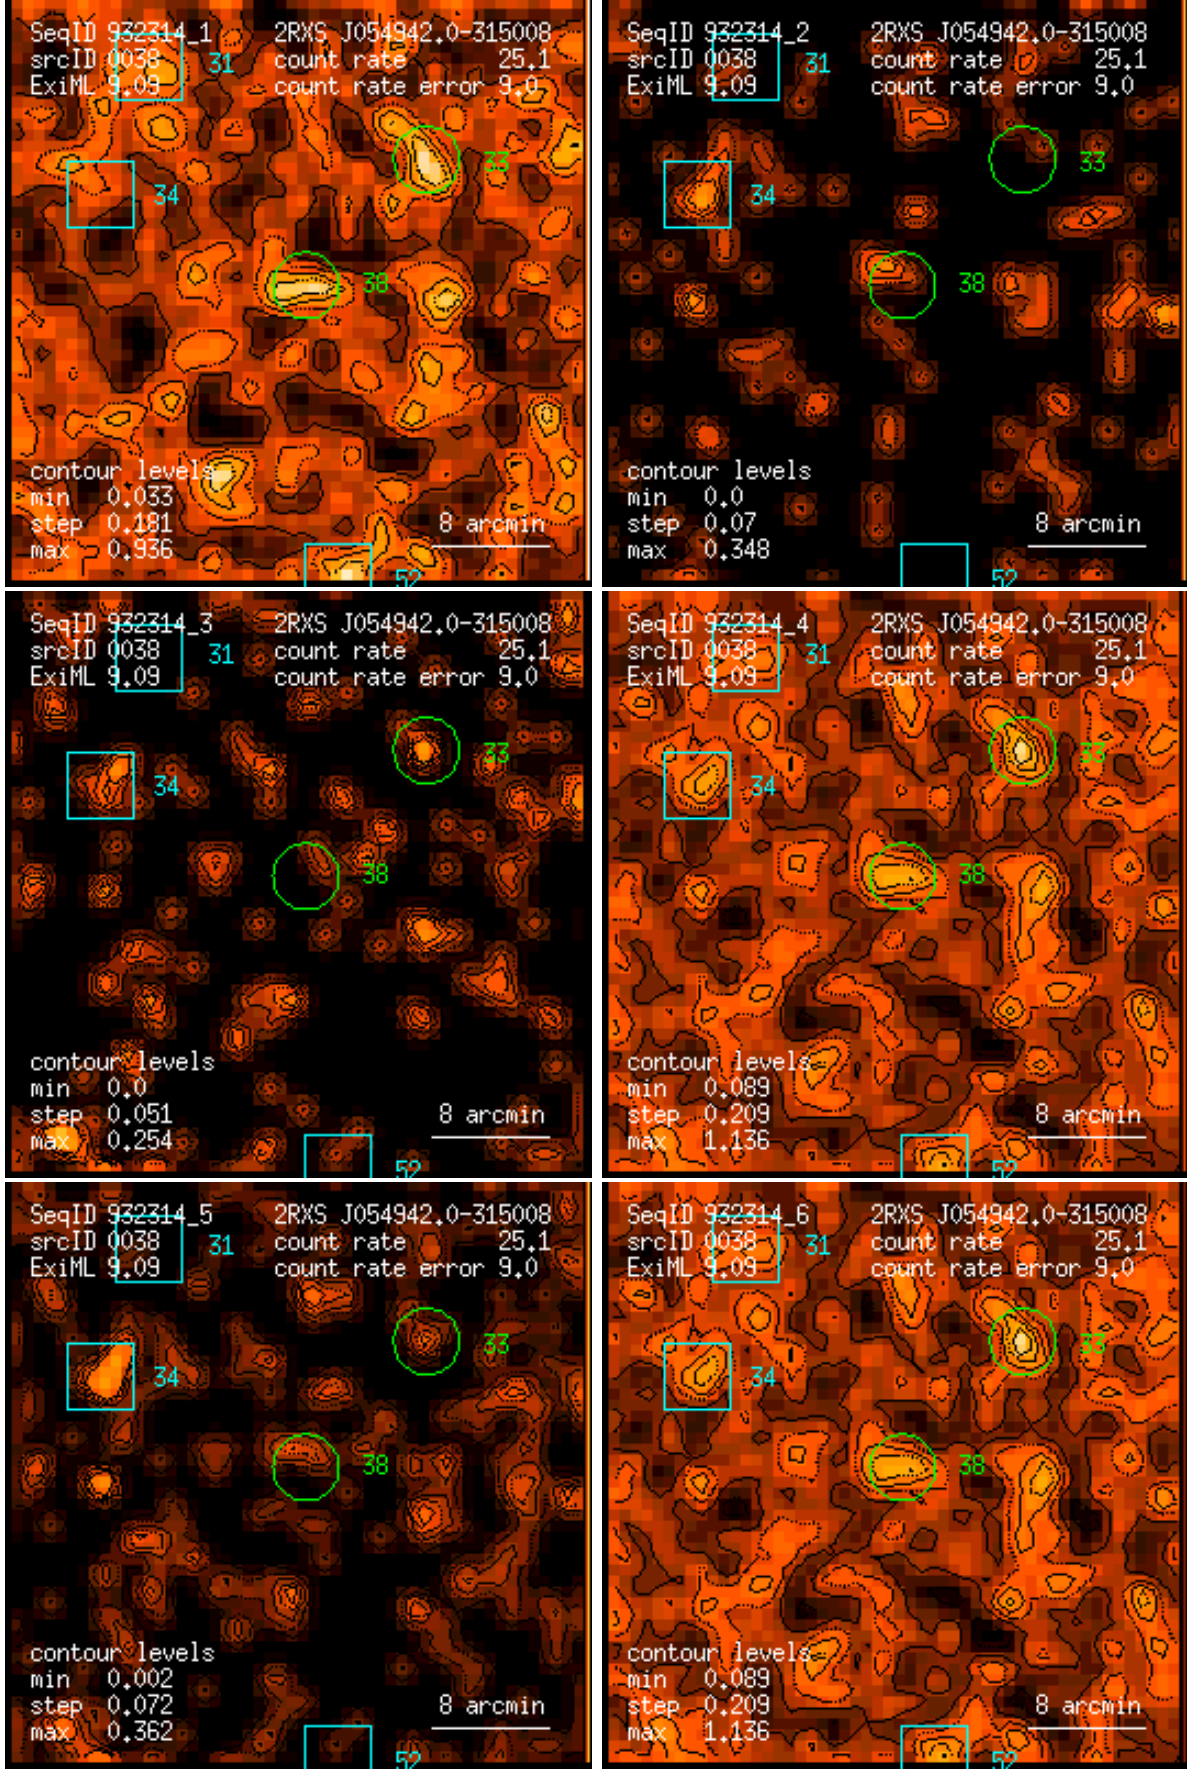 SeqID 932314_1 2RXS J054942.0-315008
srcID 0038 31 count rate 25.1
ExiML 9.09 count rate error 9.0
33
34
38
contour levels
min 0.033
step 0.181 8 arcmin
max 0.936
52
SeqID 932314_2 2RXS J054942.0-315008
srcID 0038 31 count rate 25.1
ExiML 9.09 count rate error 9.0
33
34
38
contour levels
min 0.0
step 0.07 8 arcmin
max 0.348
52
SeqID 932314_3 2RXS J054942.0-315008
srcID 0038 31 count rate 25.1
ExiML 9.09 count rate error 9.0
33
34
38
contour levels
min 0.0
step 0.051 8 arcmin
max 0.254
52
SeqID 932314_4 2RXS J054942.0-315008
srcID 0038 31 count rate 25.1
ExiML 9.09 count rate error 9.0
33
34
38
contour levels
min 0.089
step 0.209 8 arcmin
max 1.136
52
SeqID 932314_5 2RXS J054942.0-315008
srcID 0038 31 count rate 25.1
ExiML 9.09 count rate error 9.0
33
34
38
contour levels
min 0.002
step 0.072 8 arcmin
max 0.362
52
SeqID 932314_6 2RXS J054942.0-315008
srcID 0038 31 count rate 25.1
ExiML 9.09 count rate error 9.0
33
34
38
contour levels
min 0.089
step 0.209 8 arcmin
max 1.136
52